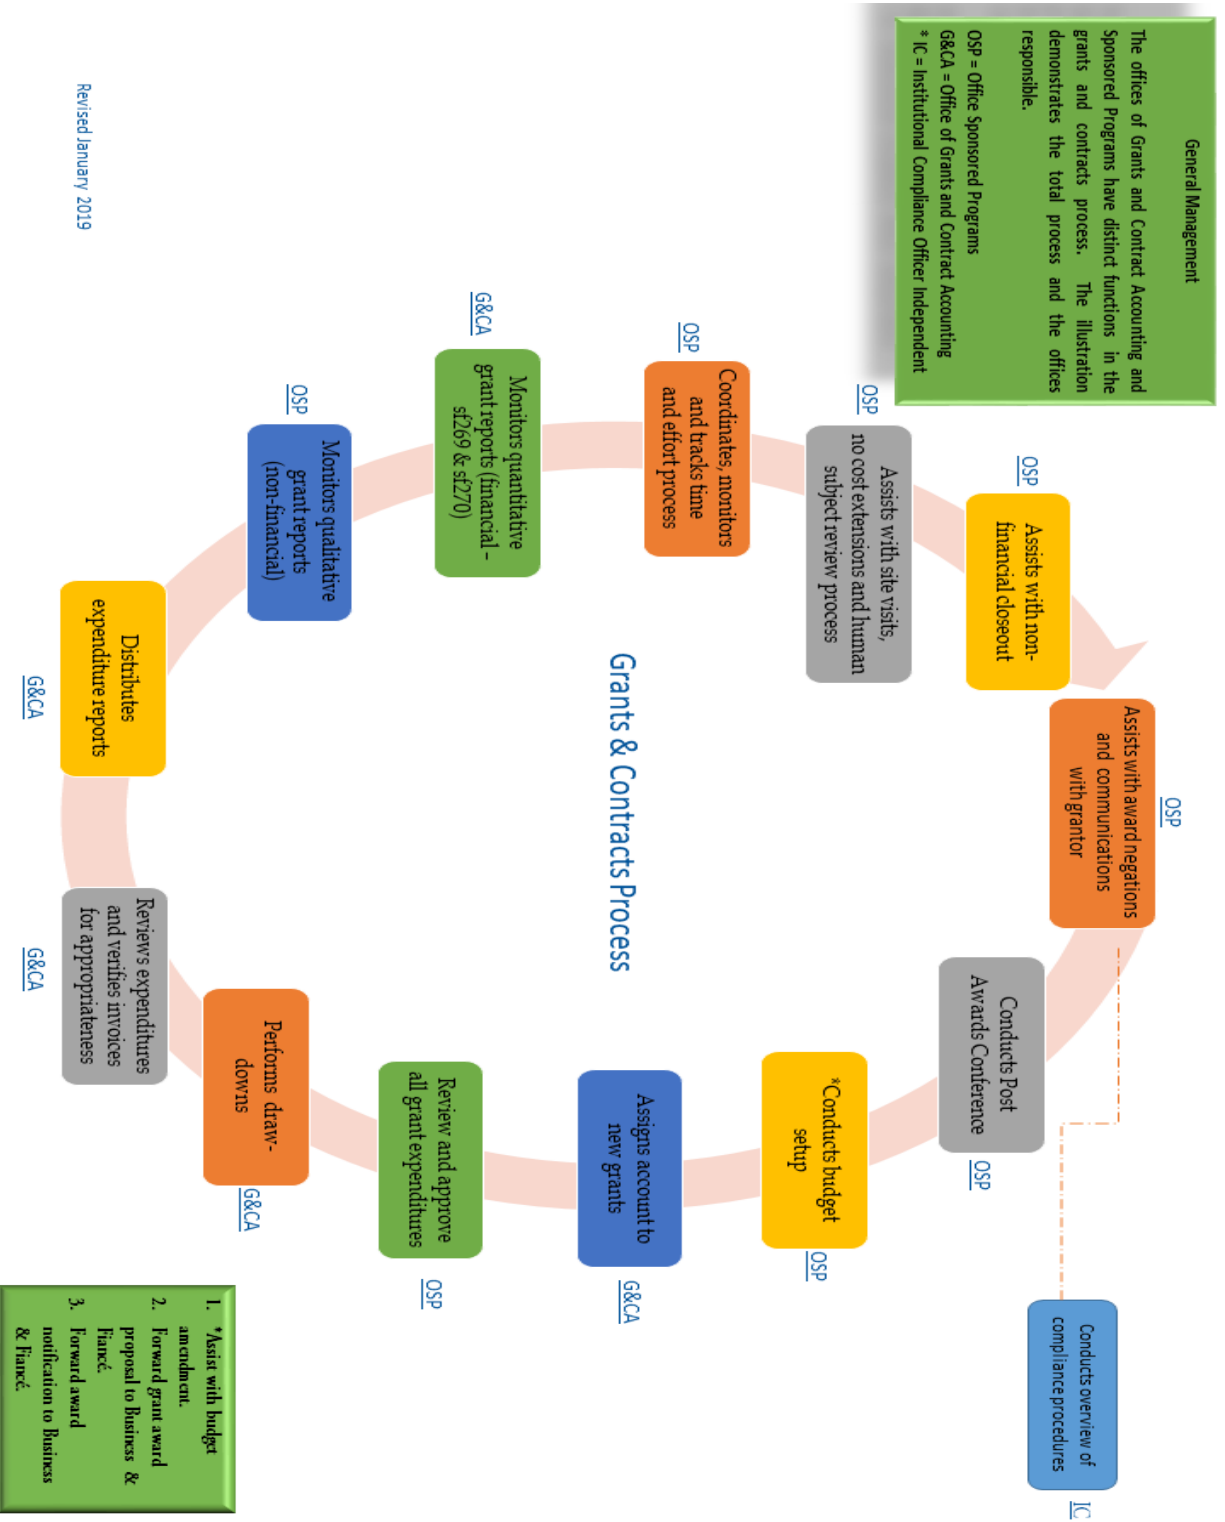 General Management
The offices of Grants and Contract Accounting and
Sponsored Programs have distinct functions in the
grants and contracts process. The illustration
demonstrates the total process and the offices
responsible.
OSP = Office Sponsored Programs
G&CA = Office of Grants and Contract Accounting
* IC = Institutional Compliance Officer Independent
OSP
Assists with award negations
and communications
with grantor
Conducts overview of
compliance procedures
IC
Conducts Post
Awards Conference
OSP
*Conducts budget
setup
OSP
Assigns account to
new grants
G&CA
Review and approve
all grant expenditures
OSP
Performs draw-
downs
G&CA
Reviews expenditures
and verifies invoices
for appropriateness
G&CA
Distributes
expenditure reports
G&CA
OSP
Monitors qualitative
grant reports
(non-financial)
G&CA
Monitors quantitative
grant reports (financial –
sf269 & sf270)
OSP
Coordinates, monitors
and tracks time
and effort process
OSP
Assists with site visits,
no cost extensions and human
subject review process
OSP
Assists with non-
financial closeout
Grants & Contracts Process
1. *Assist with budget
amendment.
2. Forward grant award
proposal to Business &
Fiancé.
3. Forward award
notification to Business
& Fiancé.
Revised January 2019